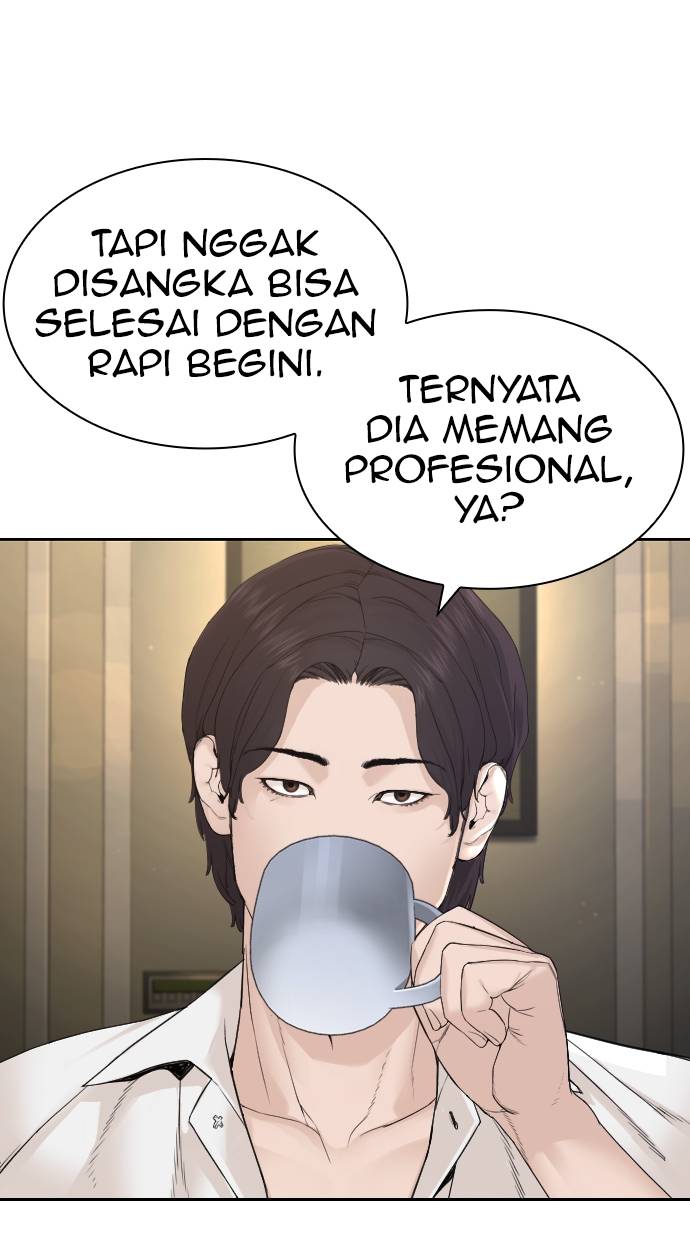 TAPI NGGAK
DISANGKA BISA
SELESAI DENGAN
RAPI BEGINI.
TERNYATA
DIA MEMANG
PROFESIONAL,
YA?